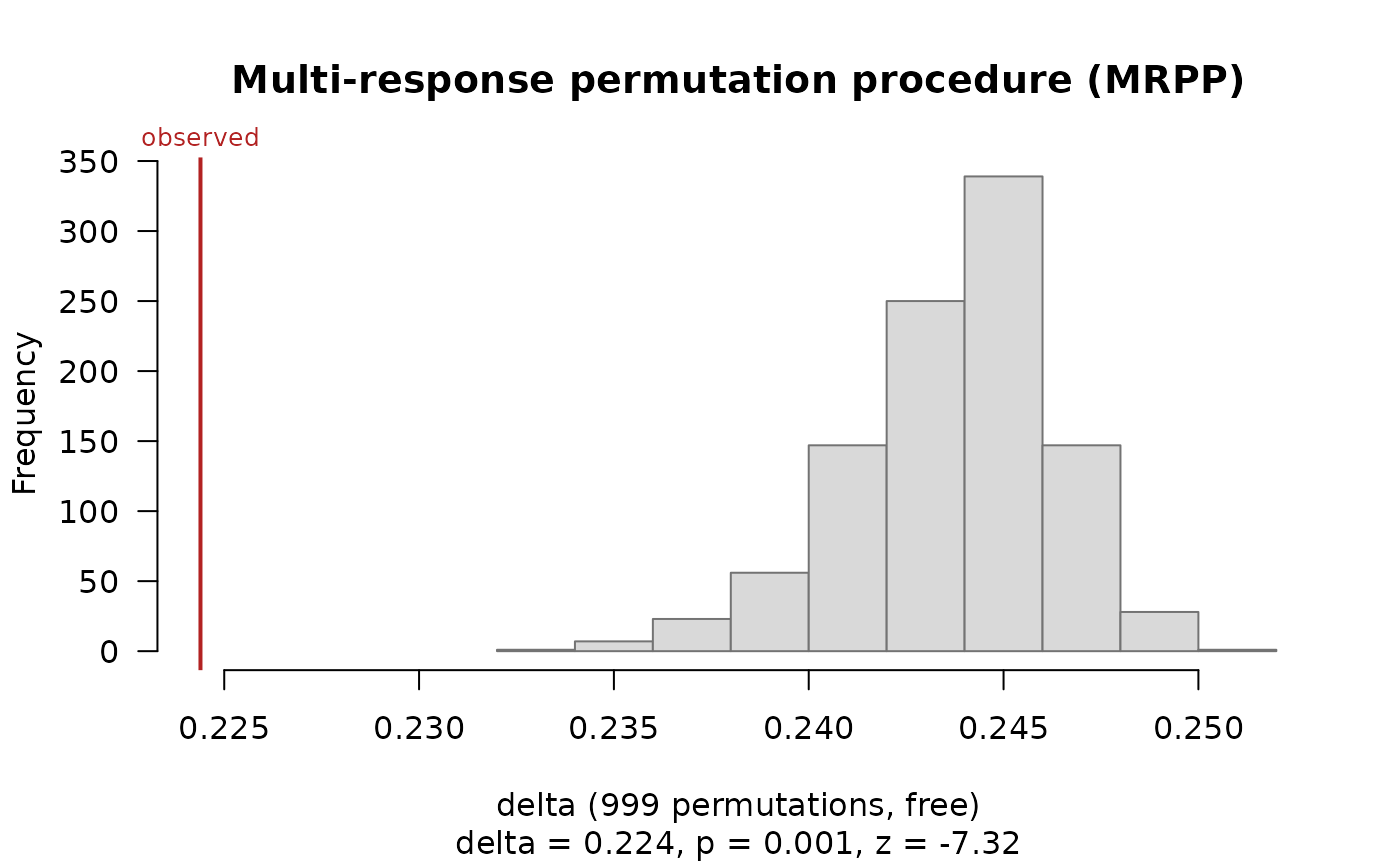 Multi-response permutation procedure (MRPP)
observed
350
300
250
200
150
100
50
0
Frequency
0.225 0.230 0.235 0.240 0.245 0.250
delta (999 permutations, free)
delta = 0.224, p = 0.001, z = -7.32